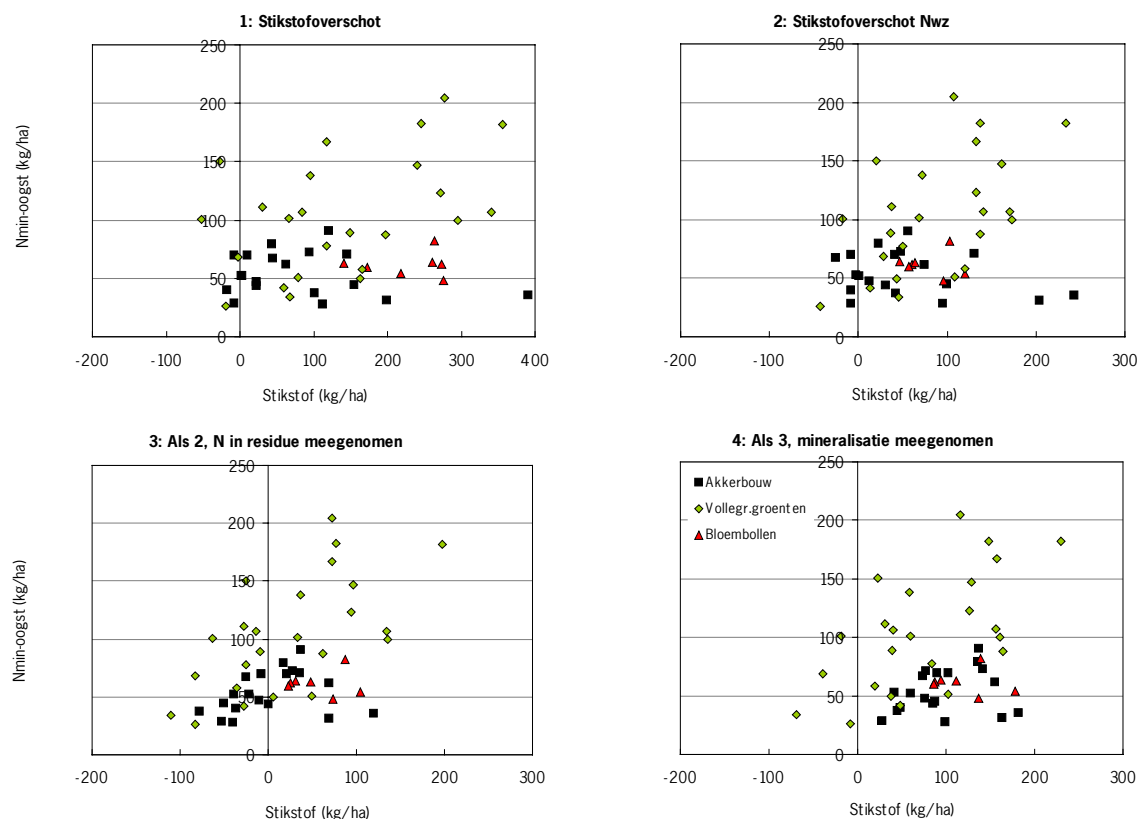 1: Stikstofoverschot
250
200
150
100
50
0
-200 -100 0 100 200 300 400
Nmin-oogst (kg/ha)
Stikstof (kg/ha)
2: Stikstofoverschot Nwz
250
200
150
100
50
0
-200 -100 0 100 200 300
Stikstof (kg/ha)
3: Als 2, N in residue meegenomen
250
200
150
100
50
0
-200 -100 0 100 200 300
Nmin-oogst (kg/ha)
Stikstof (kg/ha)
4: Als 3, mineralisatie meegenomen
250
200
150
100
50
0
-200 -100 0 100 200 300
Akkerbouw
Vollegr.groenten
Bloembollen
Stikstof (kg/ha)